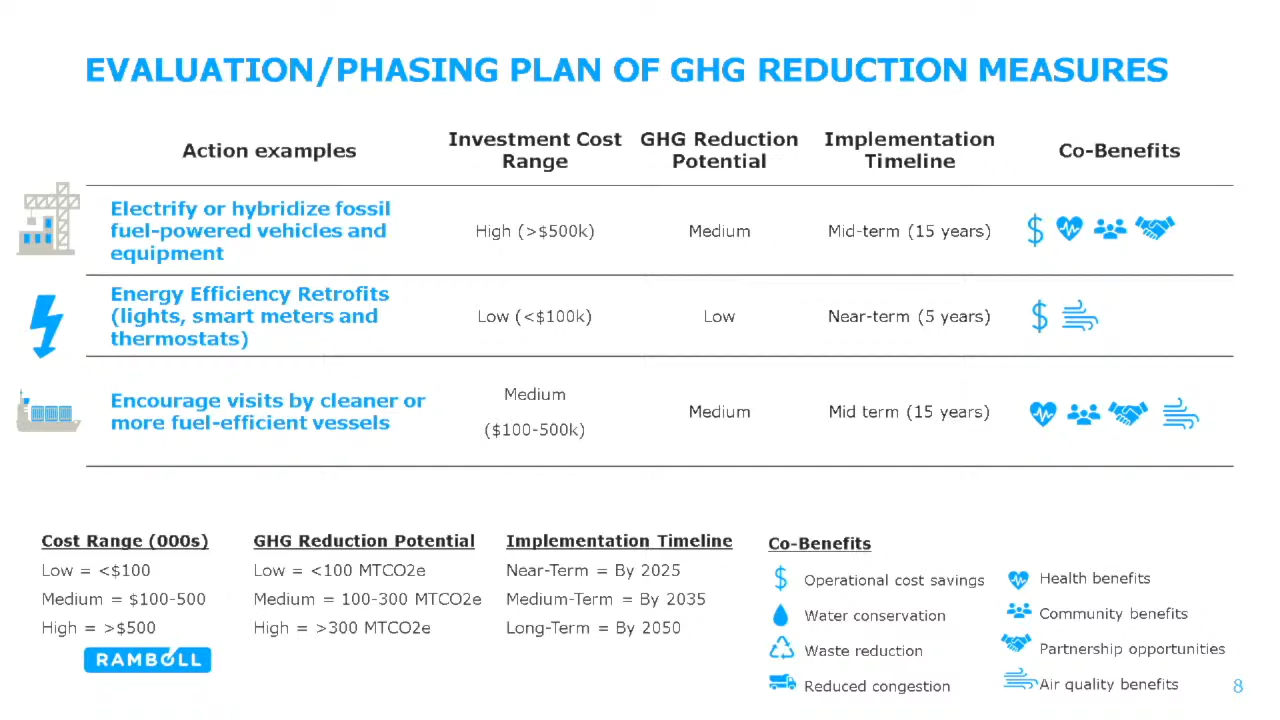 EVALUATION/PHASING PLAN OF GHG REDUCTION MEASURES
Action examples
Investment Cost
Range
GHG Reduction
Potential
Implementation
Timeline
Co-Benefits
Electrify or hybridize fossil
fuel-powered vehicles and
equipment
High (>$500k)
Medium
Mid-term (15 years)
Energy Efficiency Retrofits
(lights, smart meters and
thermostats)
Low (<$100k)
Low
Near-term (5 years)
Encourage visits by cleaner or
more fuel-efficient vessels
Medium
($100-500k)
Medium
Mid term (15 years)
Cost Range (000s)
Low = <$100
Medium = $100-500
High = >$500
GHG Reduction Potential
Low = <100 MTCO2e
Medium = 100-300 MTCO2e
High = >300 MTCO2e
Implementation Timeline
Near-Term = By 2025
Medium-Term = By 2035
Long-Term = By 2050
Co-Benefits
Operational cost savings
Water conservation
Waste reduction
Reduced congestion
Health benefits
Community benefits
Partnership opportunities
Air quality benefits
RAMBOLL
8